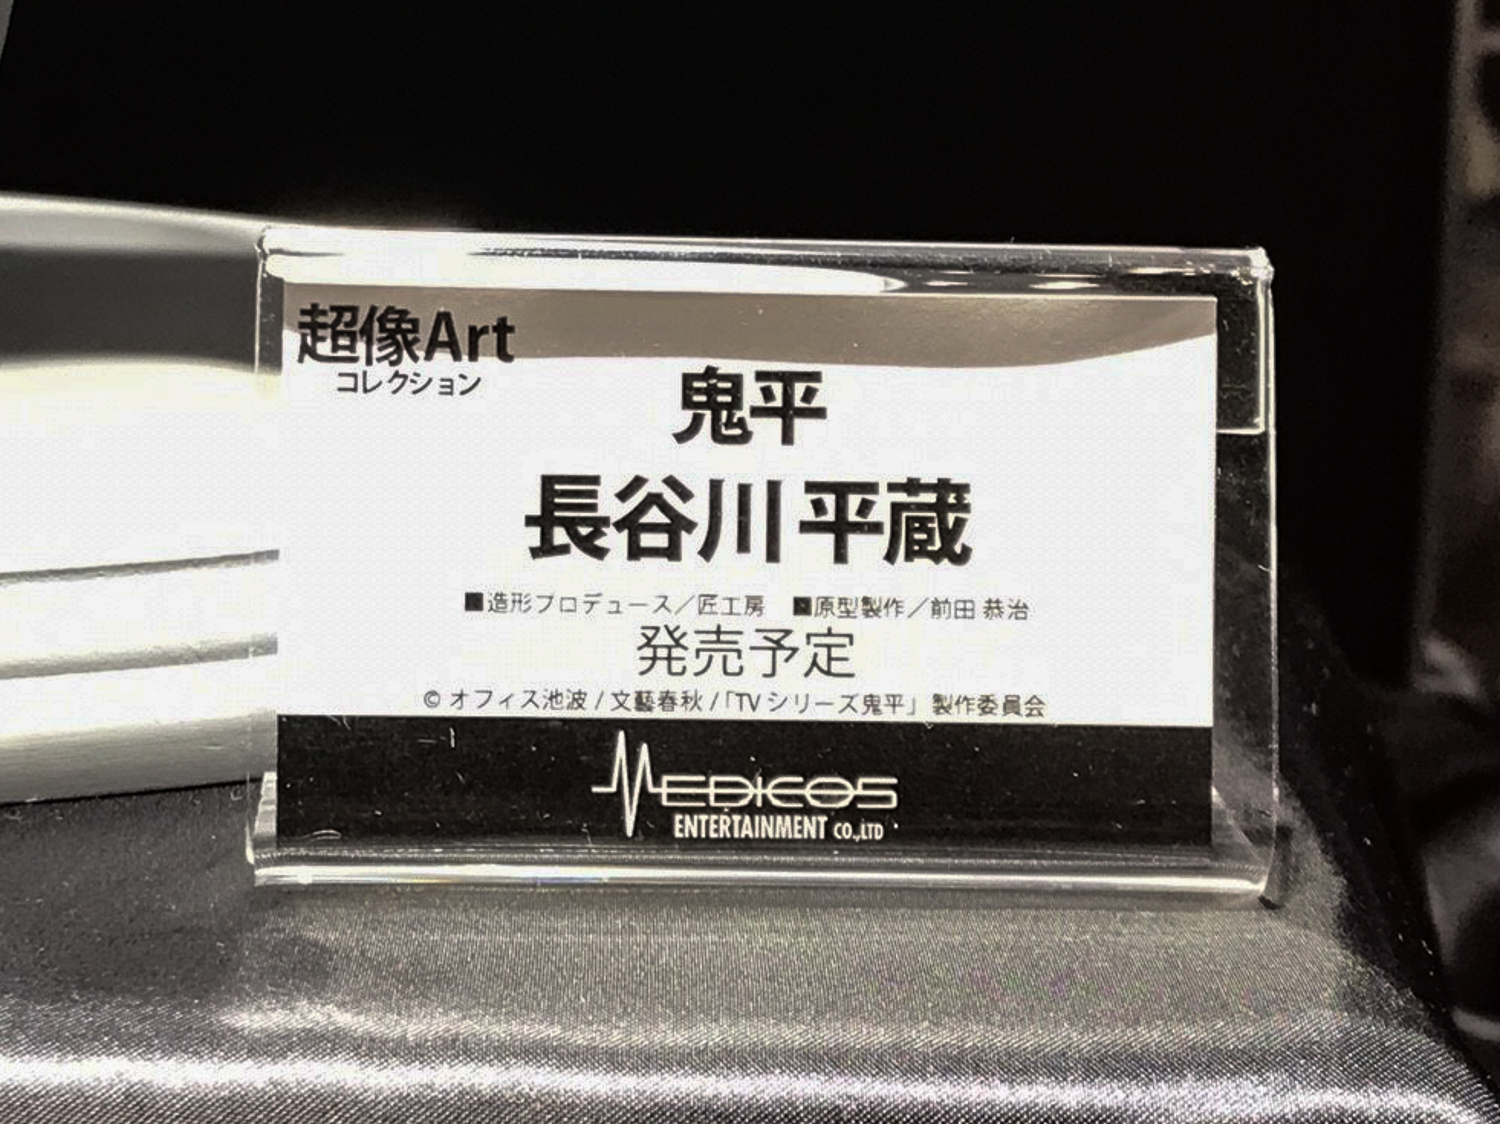 超像Art
コレクション
鬼平
長谷川 平蔵
■造形プロデュース／匠工房　■原型製作／前田 恭治
発売予定
© オフィス池波 / 文藝春秋 /「TV シリーズ鬼平」製作委員会
MEDICOS
ENTERTAINMENT CO.,LTD